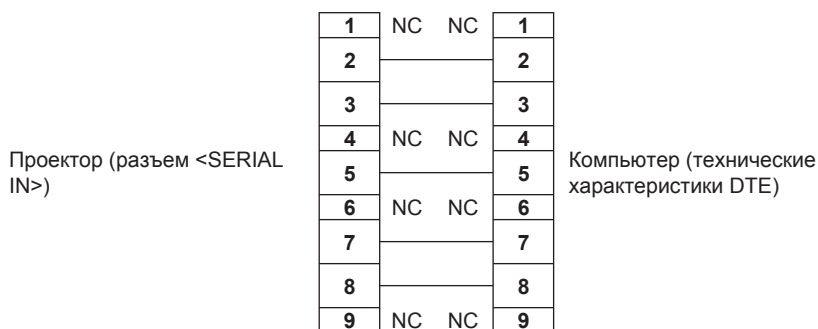 1 NC NC 1
2 2
3 3
4 NC NC 4
Проектор (разъем <SERIAL
IN>)
5 5
Компьютер (технические
характеристики DTE)
6 NC NC 6
7 7
8 8
9 NC NC 9